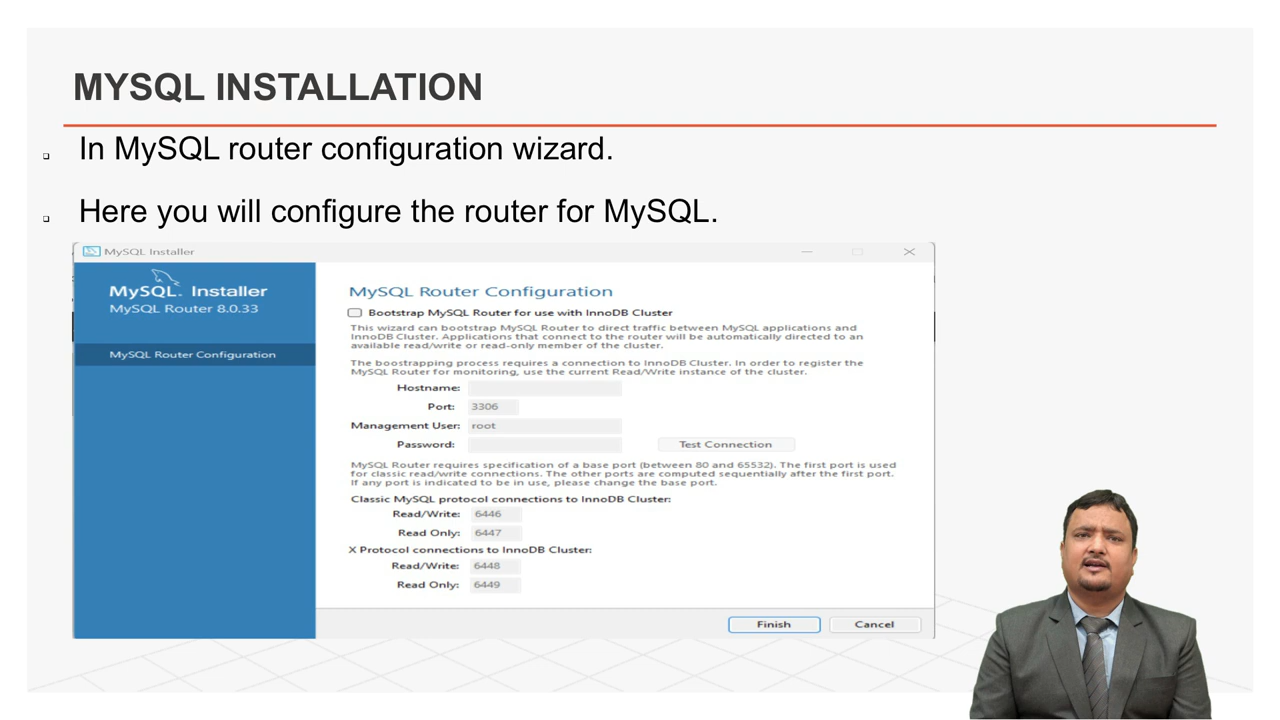 MYSQL INSTALLATION
In MySQL router configuration wizard.
Here you will configure the router for MySQL.
MySQL Installer
MySQL. Installer
MySQL Router 8.0.33
MySQL Router Configuration
MySQL Router Configuration
Bootstrap MySQL Router for use with InnoDB Cluster
This wizard can bootstrap MySQL Router to direct traffic between MySQL applications and
InnoDB Cluster. Applications that connect to the router will be automatically directed to an
available read/write or read-only member of the cluster.
The boostrapping process requires a connection to InnoDB Cluster. In order to register the
MySQL Router for monitoring, use the current Read/Write instance of the cluster.
Hostname:
Port: 3306
Management User: root
Password: Test Connection
MySQL Router requires specification of a base port (between 80 and 65532). The first port is used
for classic read/write connections. The other ports are computed sequentially after the first port.
If any port is indicated to be in use, please change the base port.
Classic MySQL protocol connections to InnoDB Cluster:
Read/Write: 6446
Read Only: 6447
X Protocol connections to InnoDB Cluster:
Read/Write: 6448
Read Only: 6449
Finish Cancel